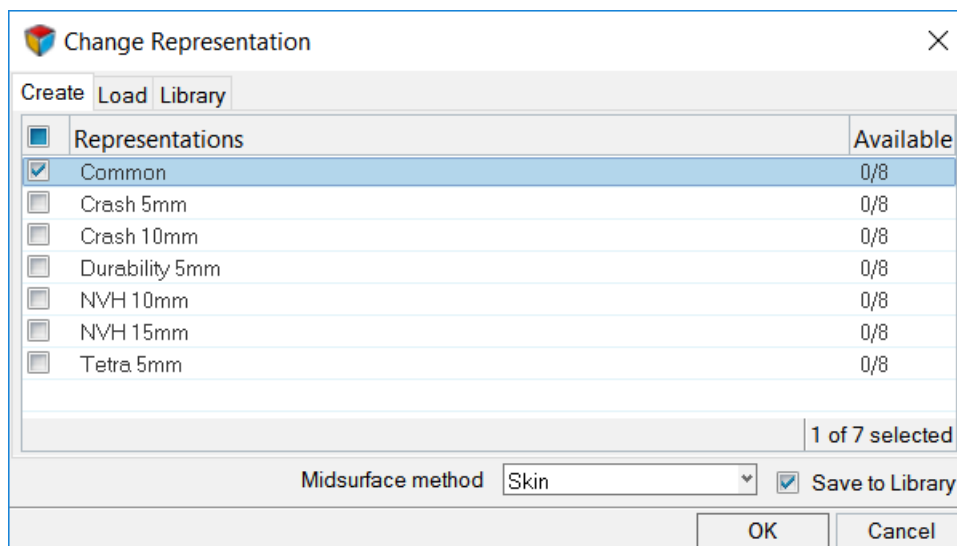 Change Representation
Create Load Library
Representations Available
Common 0/8
Crash 5mm 0/8
Crash 10mm 0/8
Durability 5mm 0/8
NVH 10mm 0/8
NVH 15mm 0/8
Tetra 5mm 0/8
1 of 7 selected
Midsurface method Skin Save to Library
OK Cancel